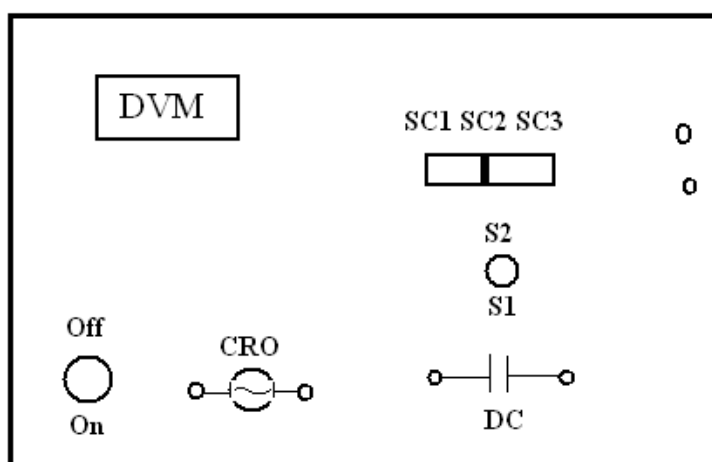 DVM
SC1 SC2 SC3
S2
S1
Off
On
CRO
DC